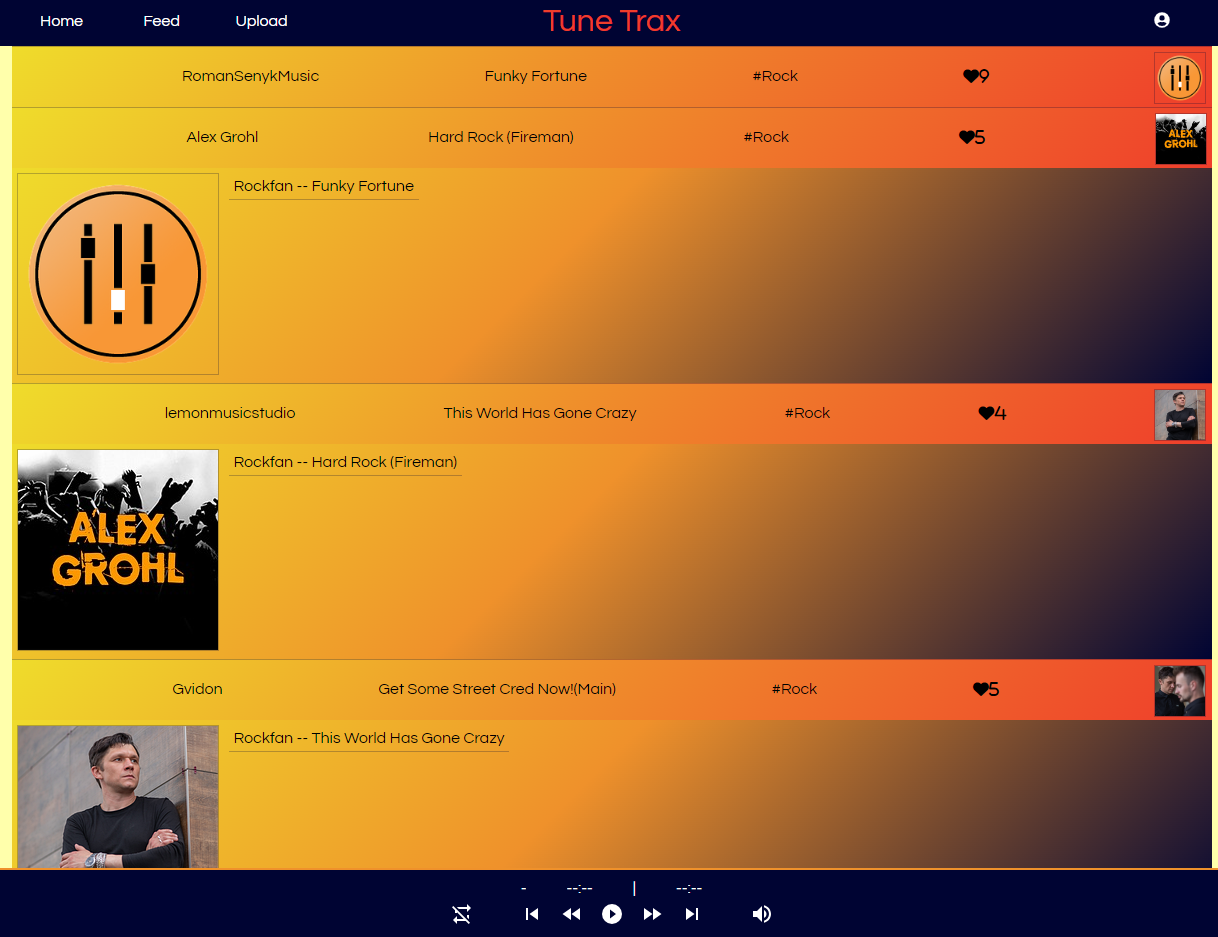 Home Feed Upload Tune Trax
RomanSenykMusic Funky Fortune #Rock 9
Alex Grohl Hard Rock (Fireman) #Rock 5
ALEX
GROHL
Rockfan -- Funky Fortune
lemonmusicstudio This World Has Gone Crazy #Rock 4
Rockfan -- Hard Rock (Fireman)
ALEX
GROHL
Gvidon Get Some Street Cred Now!(Main) #Rock 5
Rockfan -- This World Has Gone Crazy
- --:-- | --:--